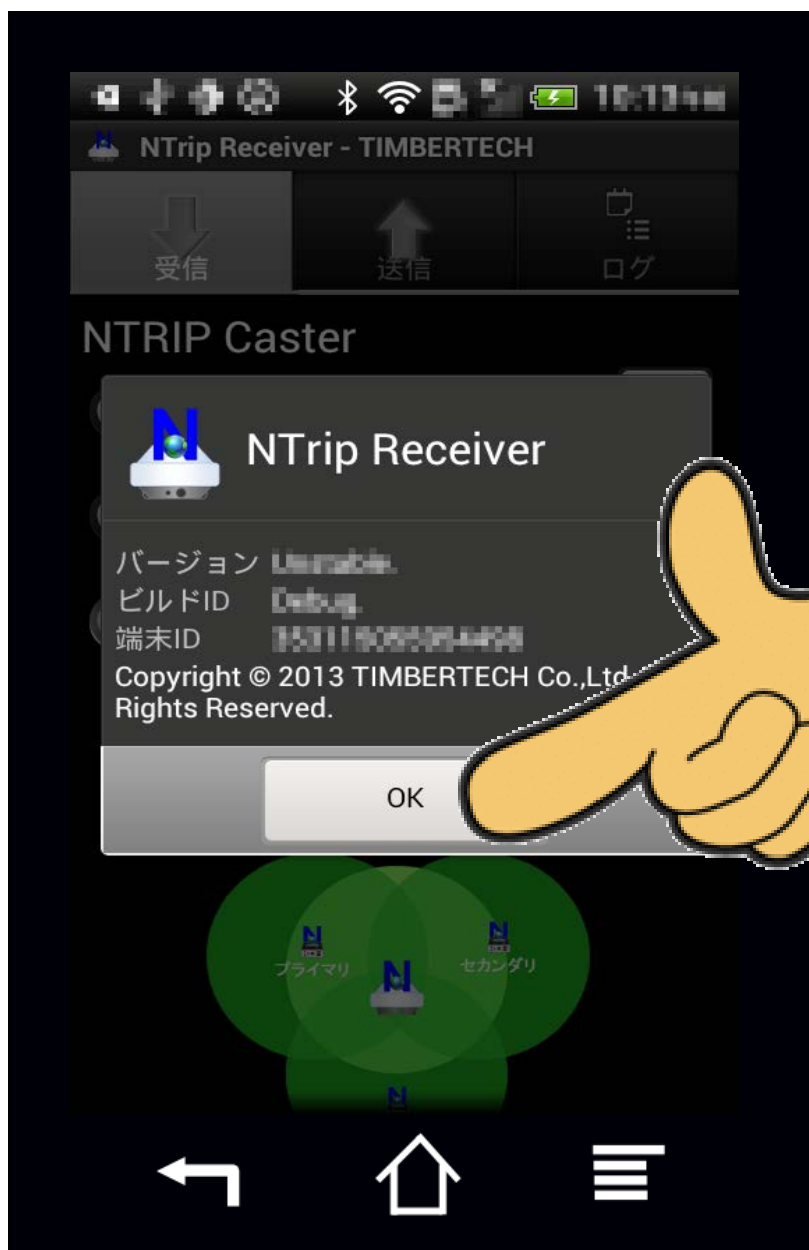 NTrip Receiver - TIMBERTECH
受信
送信
ログ
NTRIP Caster
NTrip Receiver
バージョン
ビルドID
端末ID
Copyright © 2013 TIMBERTECH Co.,Ltd
Rights Reserved.
OK
プライマリ
セカンダリ